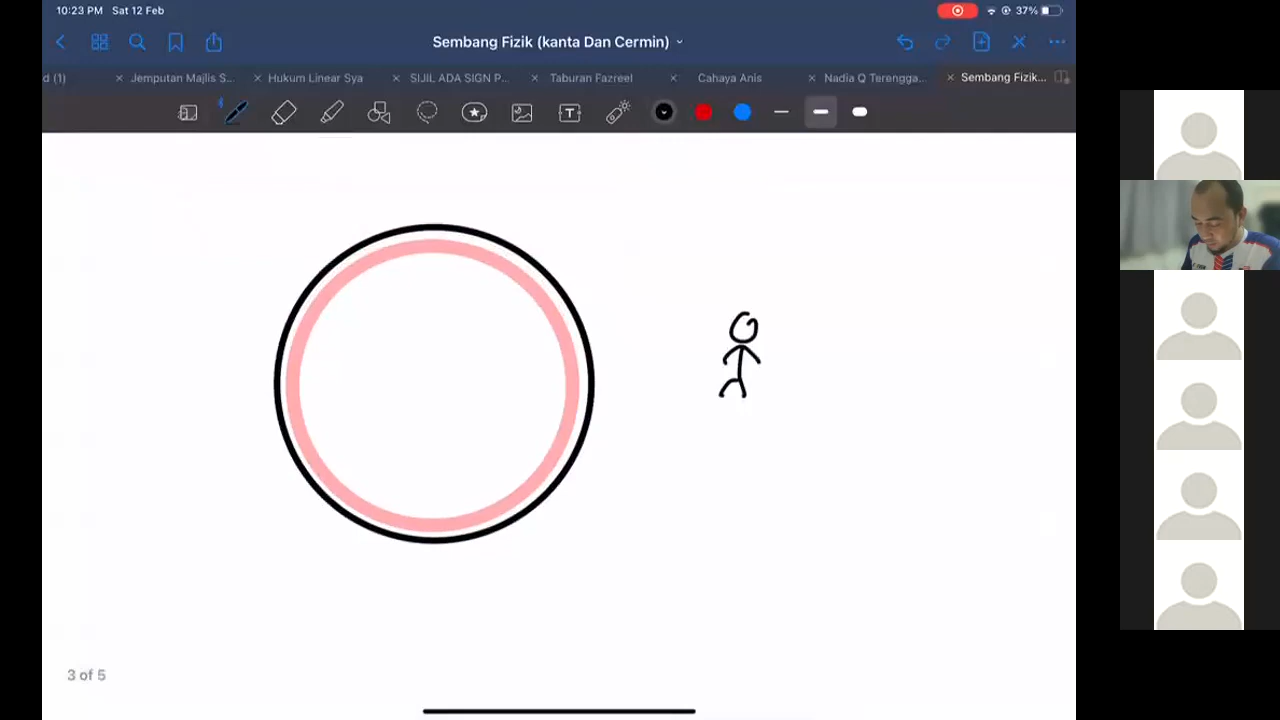 10:23 PM Sat 12 Feb
37%
Sembang Fizik (kanta Dan Cermin)
d (1)
Jemputan Majlis S...
Hukum Linear Sya
SIJIL ADA SIGN P...
Taburan Fazreel
Cahaya Anis
Nadia Q Terengga...
Sembang Fizik...
T
3 of 5